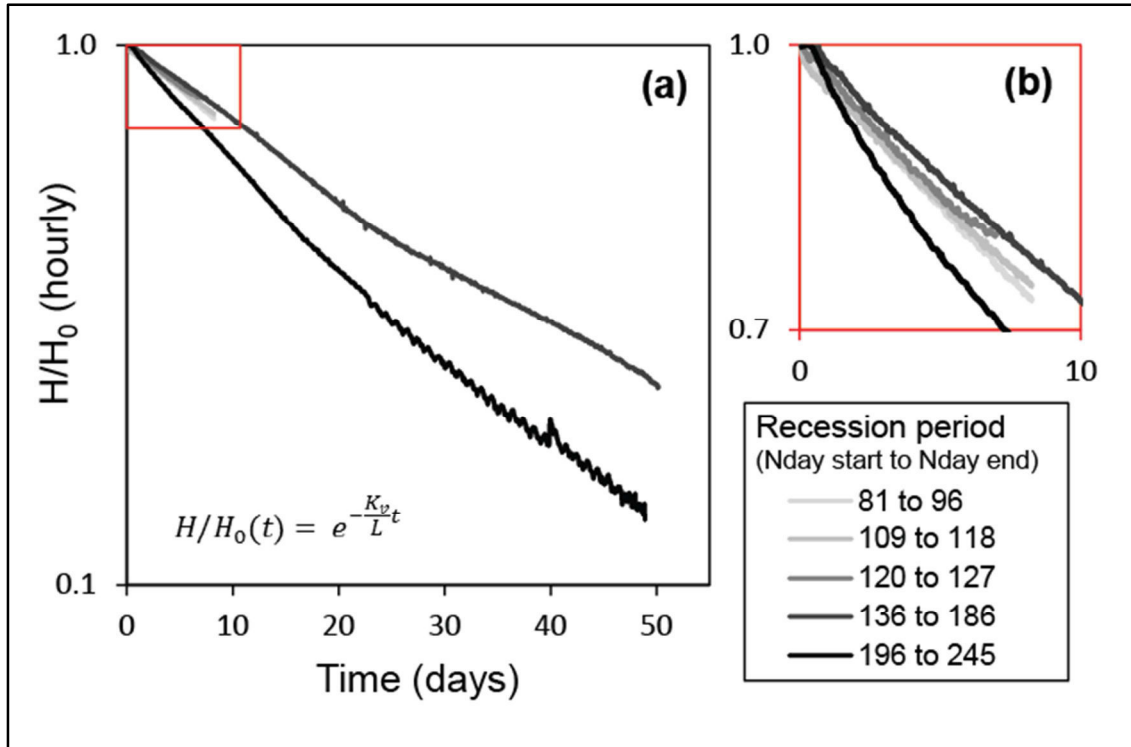 1.0
(a)
H/H₀ (hourly)
H/H₀(t) = e^{-\frac{K_v}{L}t}
0.1
0 10 20 30 40 50
Time (days)
1.0
(b)
0.7
0 10
Recession period
(Nday start to Nday end)
81 to 96
109 to 118
120 to 127
136 to 186
196 to 245